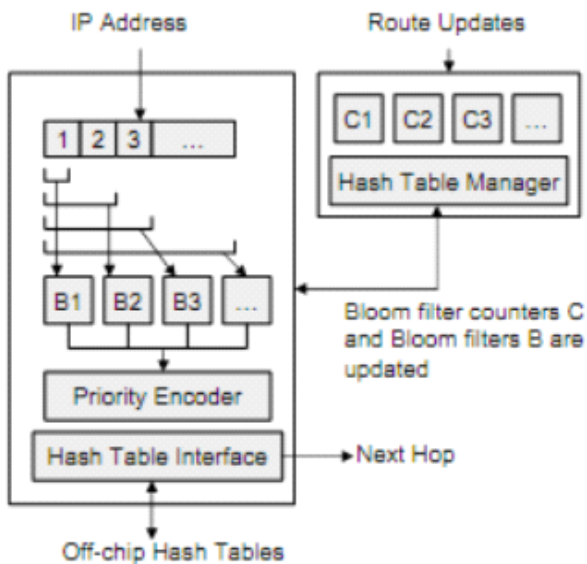 IP Address
Route Updates
1 2 3 ...
C1 C2 C3 ...
Hash Table Manager
B1 B2 B3 ...
Bloom filter counters C
and Bloom filters B are
updated
Priority Encoder
Hash Table Interface
Next Hop
Off-chip Hash Tables